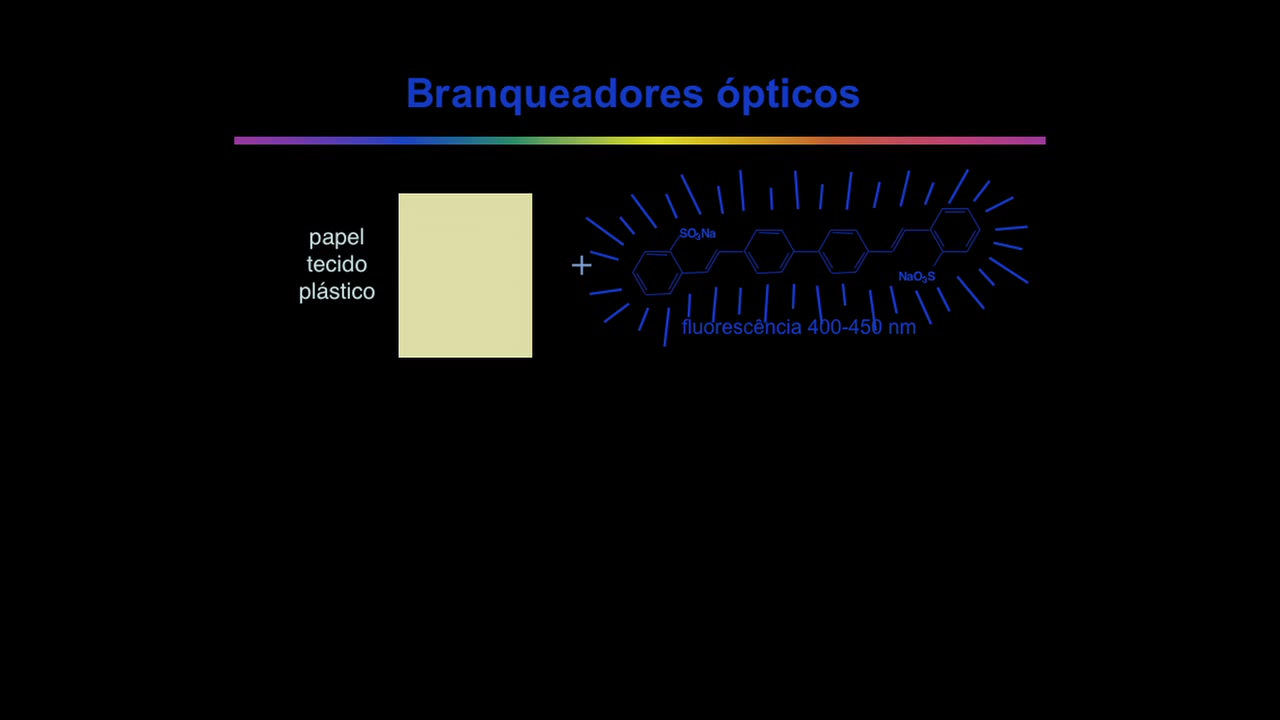 Branqueadores ópticos
papel
tecido
plástico
+
SO₃Na
NaO₃S
fluorescência 400-450 nm